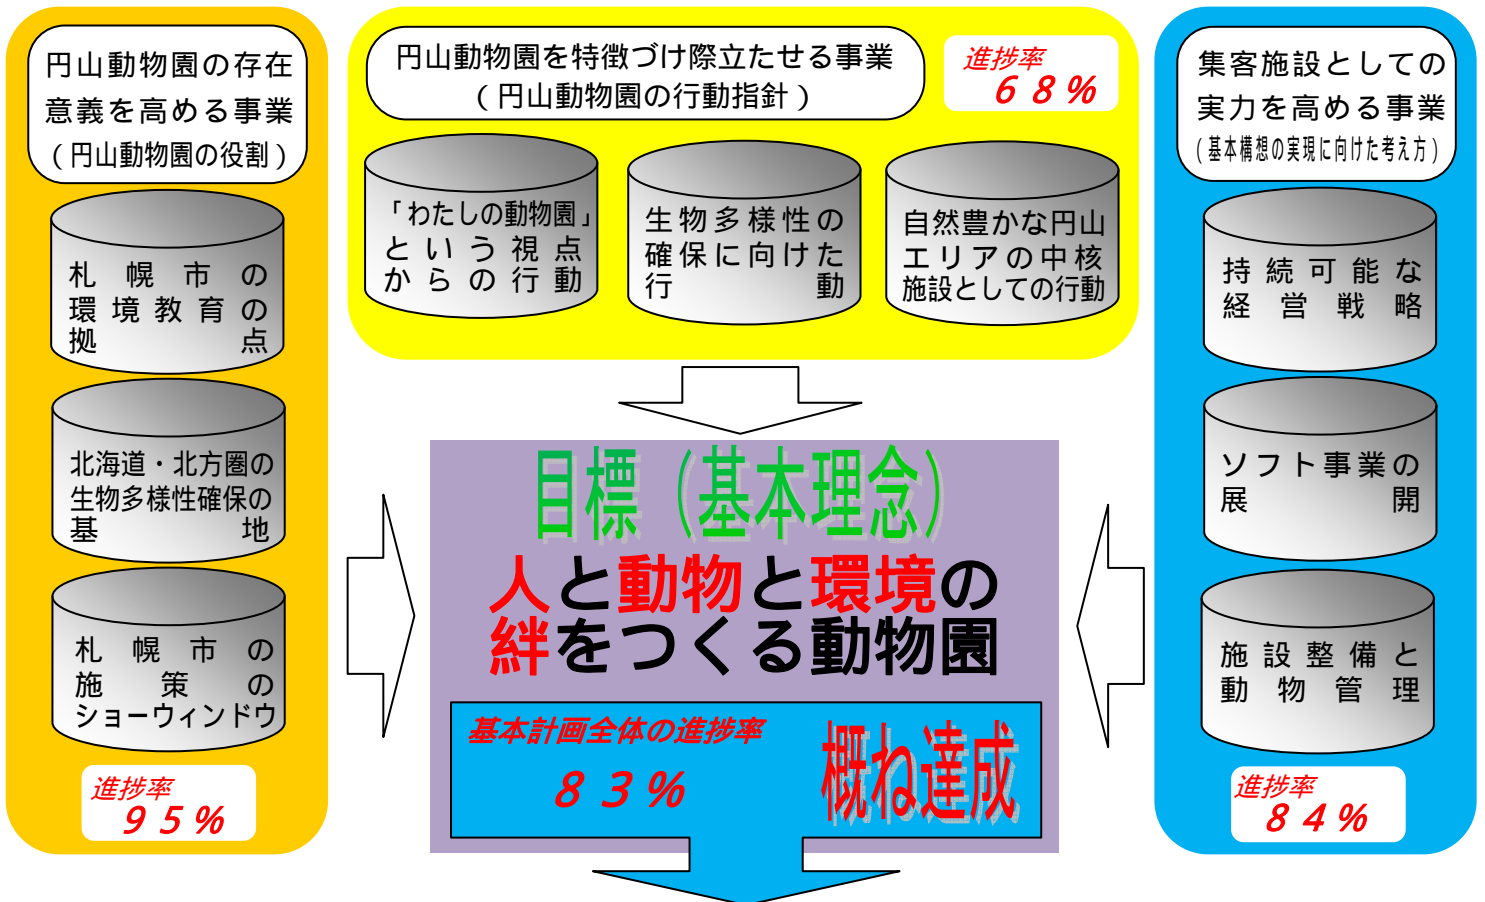 円山動物園の存在
意義を高める事業
(円山動物園の役割)
札幌市の
環境教育の
拠点
北海道・北方圏の
生物多様性確保の
基地
札幌市の
施策の
ショーウィンドウ
進捗率
95%
円山動物園を特徴づけ際立たせる事業
(円山動物園の行動指針)
進捗率
68%
「わたしの動物園」
という視点
からの行動
生物多様性の
確保に向けた
行動
自然豊かな円山
エリアの中核
施設としての行動
集客施設としての
実力を高める事業
(基本構想の実現に向けた考え方)
持続可能な
経営戦略
ソフト事業の
展開
施設整備と
動物管理
進捗率
84%
目標(基本理念)
人と動物と環境の
絆をつくる動物園
基本計画全体の進捗率
83%
概ね達成